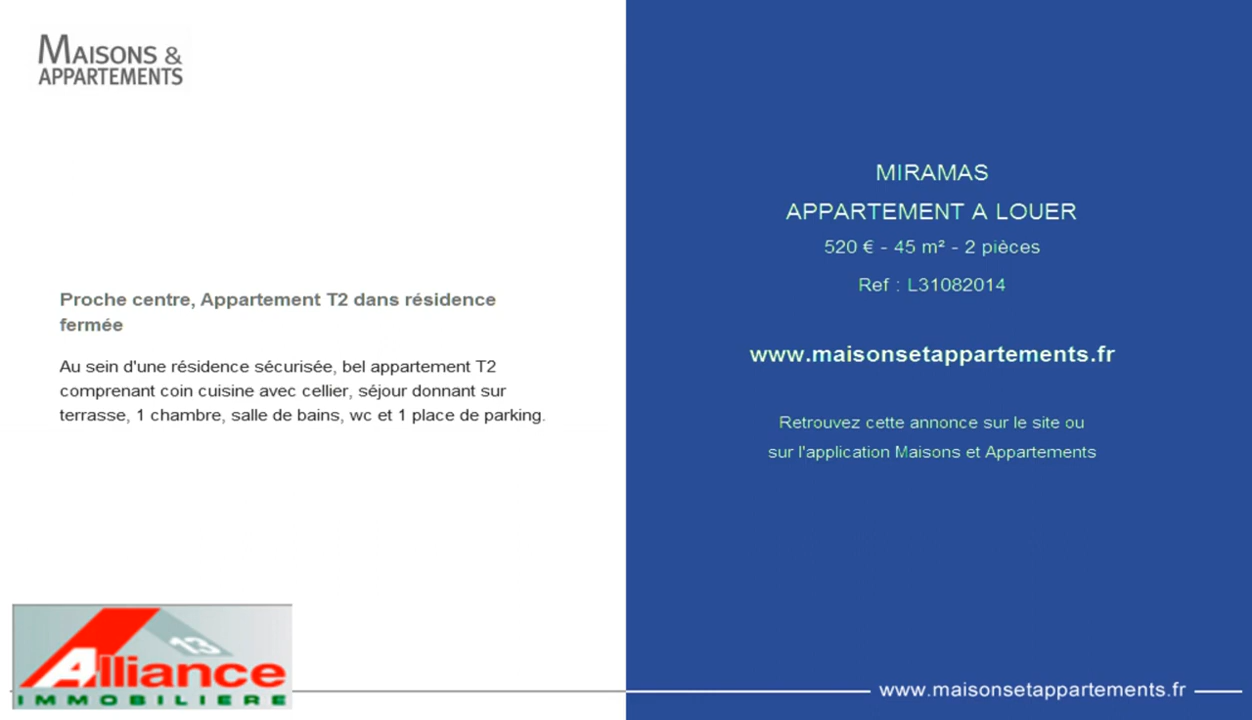 MAISONS &
APPARTEMENTS
Proche centre, Appartement T2 dans résidence
fermée
Au sein d'une résidence sécurisée, bel appartement T2
comprenant coin cuisine avec cellier, séjour donnant sur
terrasse, 1 chambre, salle de bains, wc et 1 place de parking.
13
Alliance
IMMOBILIERE
MIRAMAS
APPARTEMENT A LOUER
520 € - 45 m² - 2 pièces
Ref : L31082014
www.maisonsetappartements.fr
Retrouvez cette annonce sur le site ou
sur l'application Maisons et Appartements
www.maisonsetappartements.fr